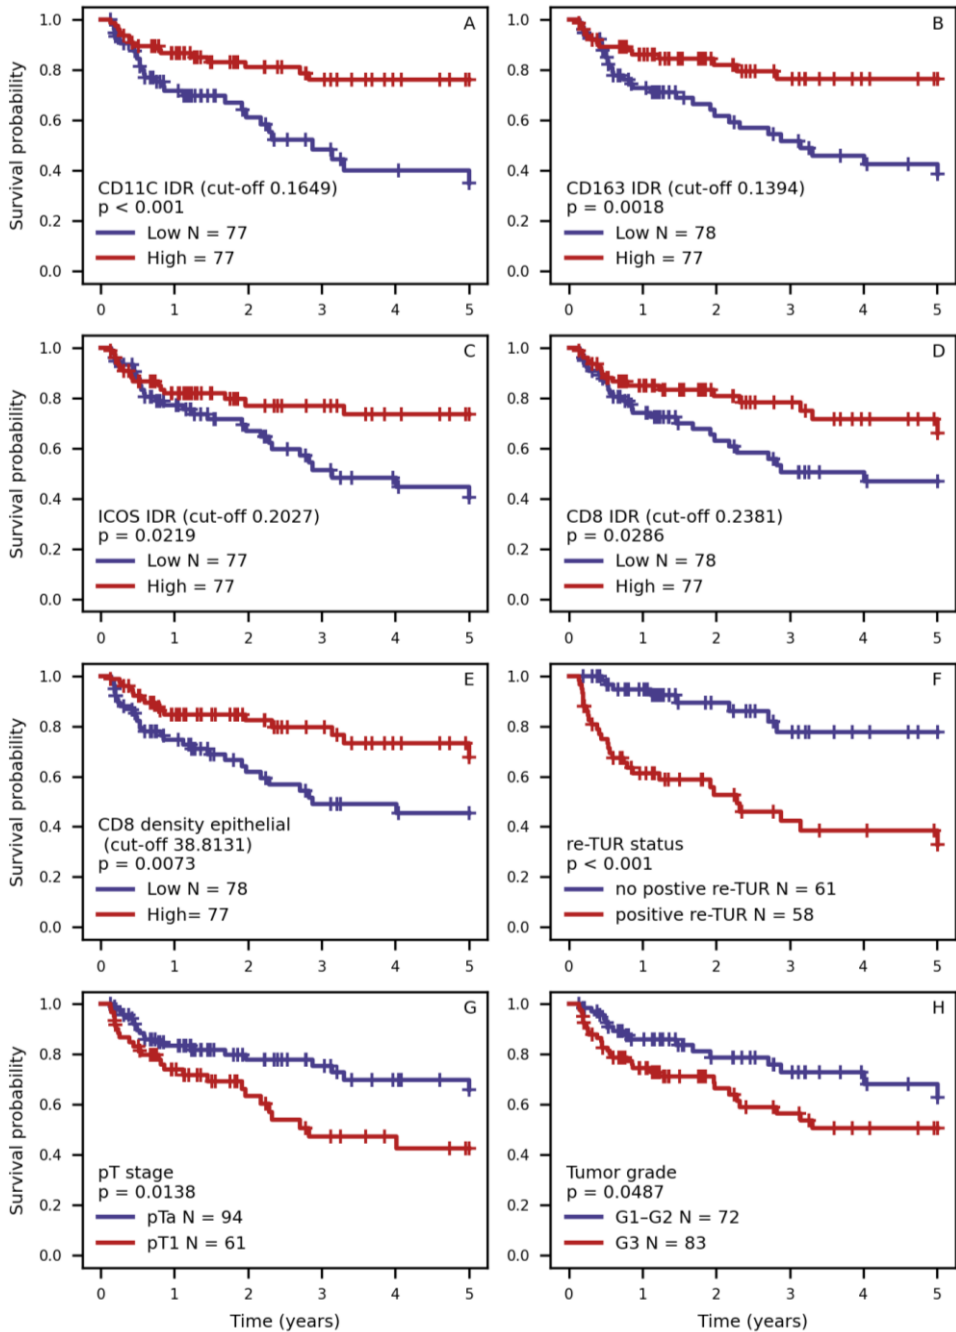 A
1.0
0.8
0.6
0.4
0.2
0.0
Survival probability
CD11C IDR (cut-off 0.1649)
p < 0.001
Low N = 77
High = 77
0 1 2 3 4 5
B
1.0
0.8
0.6
0.4
0.2
0.0
CD163 IDR (cut-off 0.1394)
p = 0.0018
Low N = 78
High = 77
0 1 2 3 4 5
C
1.0
0.8
0.6
0.4
0.2
0.0
Survival probability
ICOS IDR (cut-off 0.2027)
p = 0.0219
Low N = 77
High = 77
0 1 2 3 4 5
D
1.0
0.8
0.6
0.4
0.2
0.0
CD8 IDR (cut-off 0.2381)
p = 0.0286
Low N = 78
High = 77
0 1 2 3 4 5
E
1.0
0.8
0.6
0.4
0.2
0.0
Survival probability
CD8 density epithelial
(cut-off 38.8131)
p = 0.0073
Low N = 78
High= 77
0 1 2 3 4 5
F
1.0
0.8
0.6
0.4
0.2
0.0
re-TUR status
p < 0.001
no postive re-TUR N = 61
positive re-TUR N = 58
0 1 2 3 4 5
G
1.0
0.8
0.6
0.4
0.2
0.0
Survival probability
pT stage
p = 0.0138
pTa N = 94
pT1 N = 61
0 1 2 3 4 5
Time (years)
H
1.0
0.8
0.6
0.4
0.2
0.0
Tumor grade
p = 0.0487
G1–G2 N = 72
G3 N = 83
0 1 2 3 4 5
Time (years)